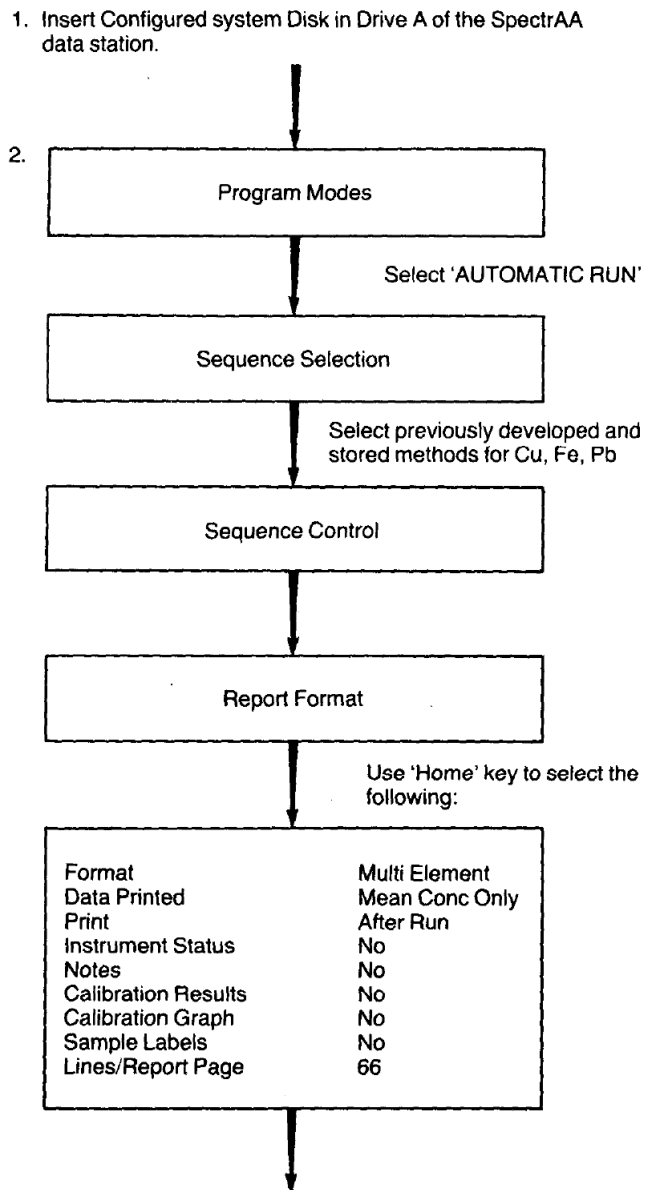 1. Insert Configured system Disk in Drive A of the SpectrAA
data station.
2.
Program Modes
Select 'AUTOMATIC RUN'
Sequence Selection
Select previously developed and
stored methods for Cu, Fe, Pb
Sequence Control
Report Format
Use 'Home' key to select the
following:
Format Multi Element
Data Printed Mean Conc Only
Print After Run
Instrument Status No
Notes No
Calibration Results No
Calibration Graph No
Sample Labels No
Lines/Report Page 66